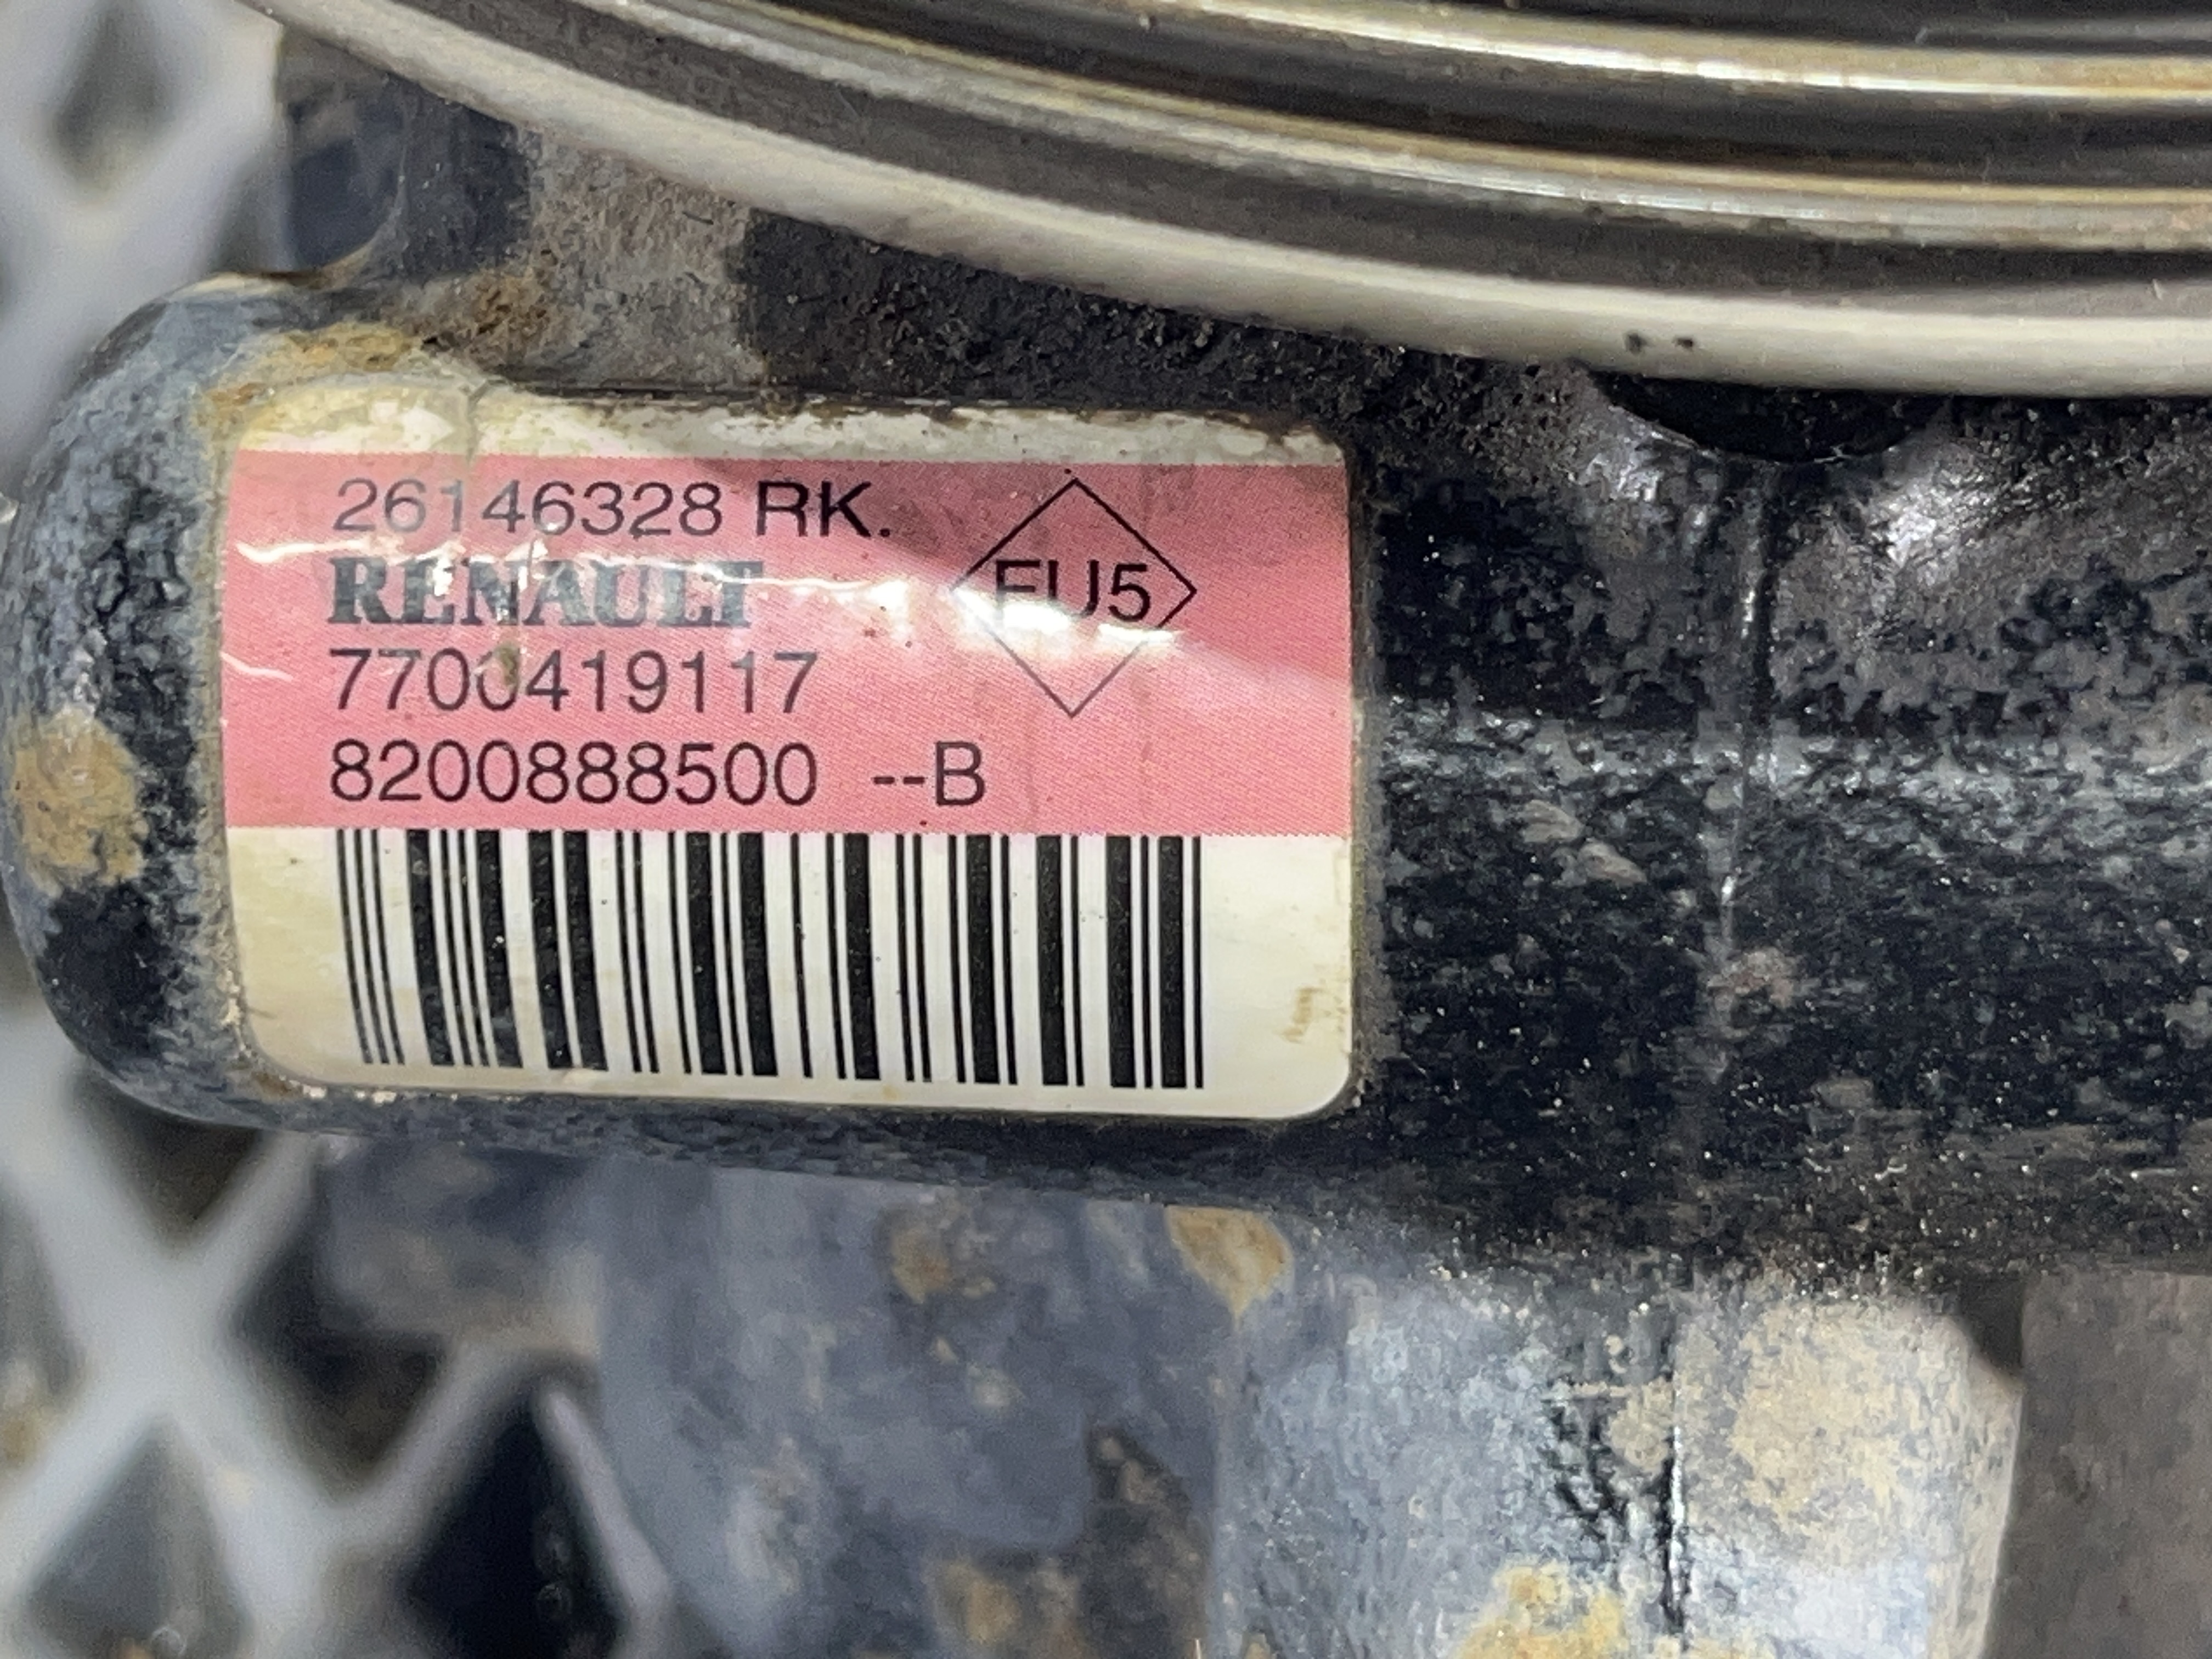 26146328 RK.
RENAULT
EU5
7700419117
8200888500 --B